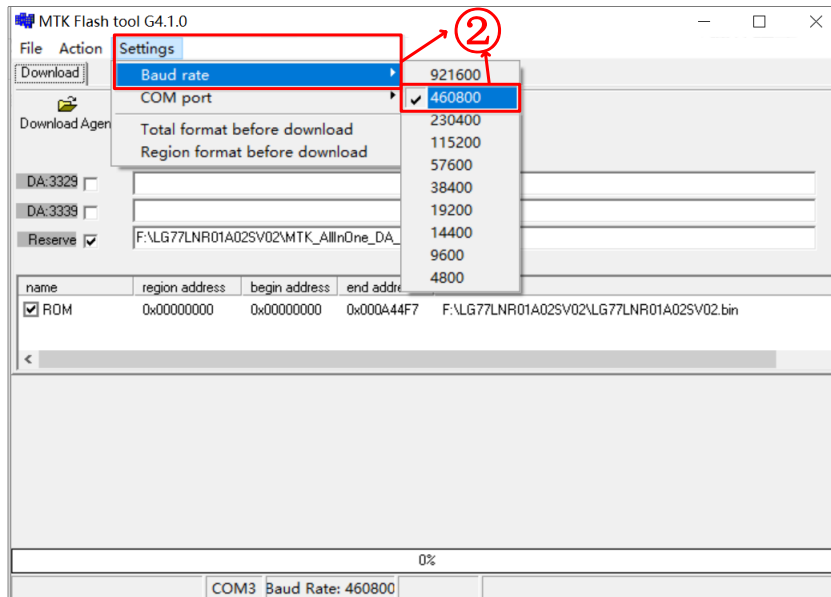 MTK Flash tool G4.1.0
File Action Settings
②
Download
Baud rate
COM port
Total format before download
Region format before download
921600
460800
230400
115200
57600
38400
19200
14400
9600
4800
Download Agen
DA:3329
DA:3339
Reserve F:\LG77LNR01A02SV02\MTK_AllInOne_DA_
name region address begin address end addre
ROM 0x00000000 0x00000000 0x000A44F7 F:\LG77LNR01A02SV02\LG77LNR01A02SV02.bin
0%
COM3 Baud Rate: 460800